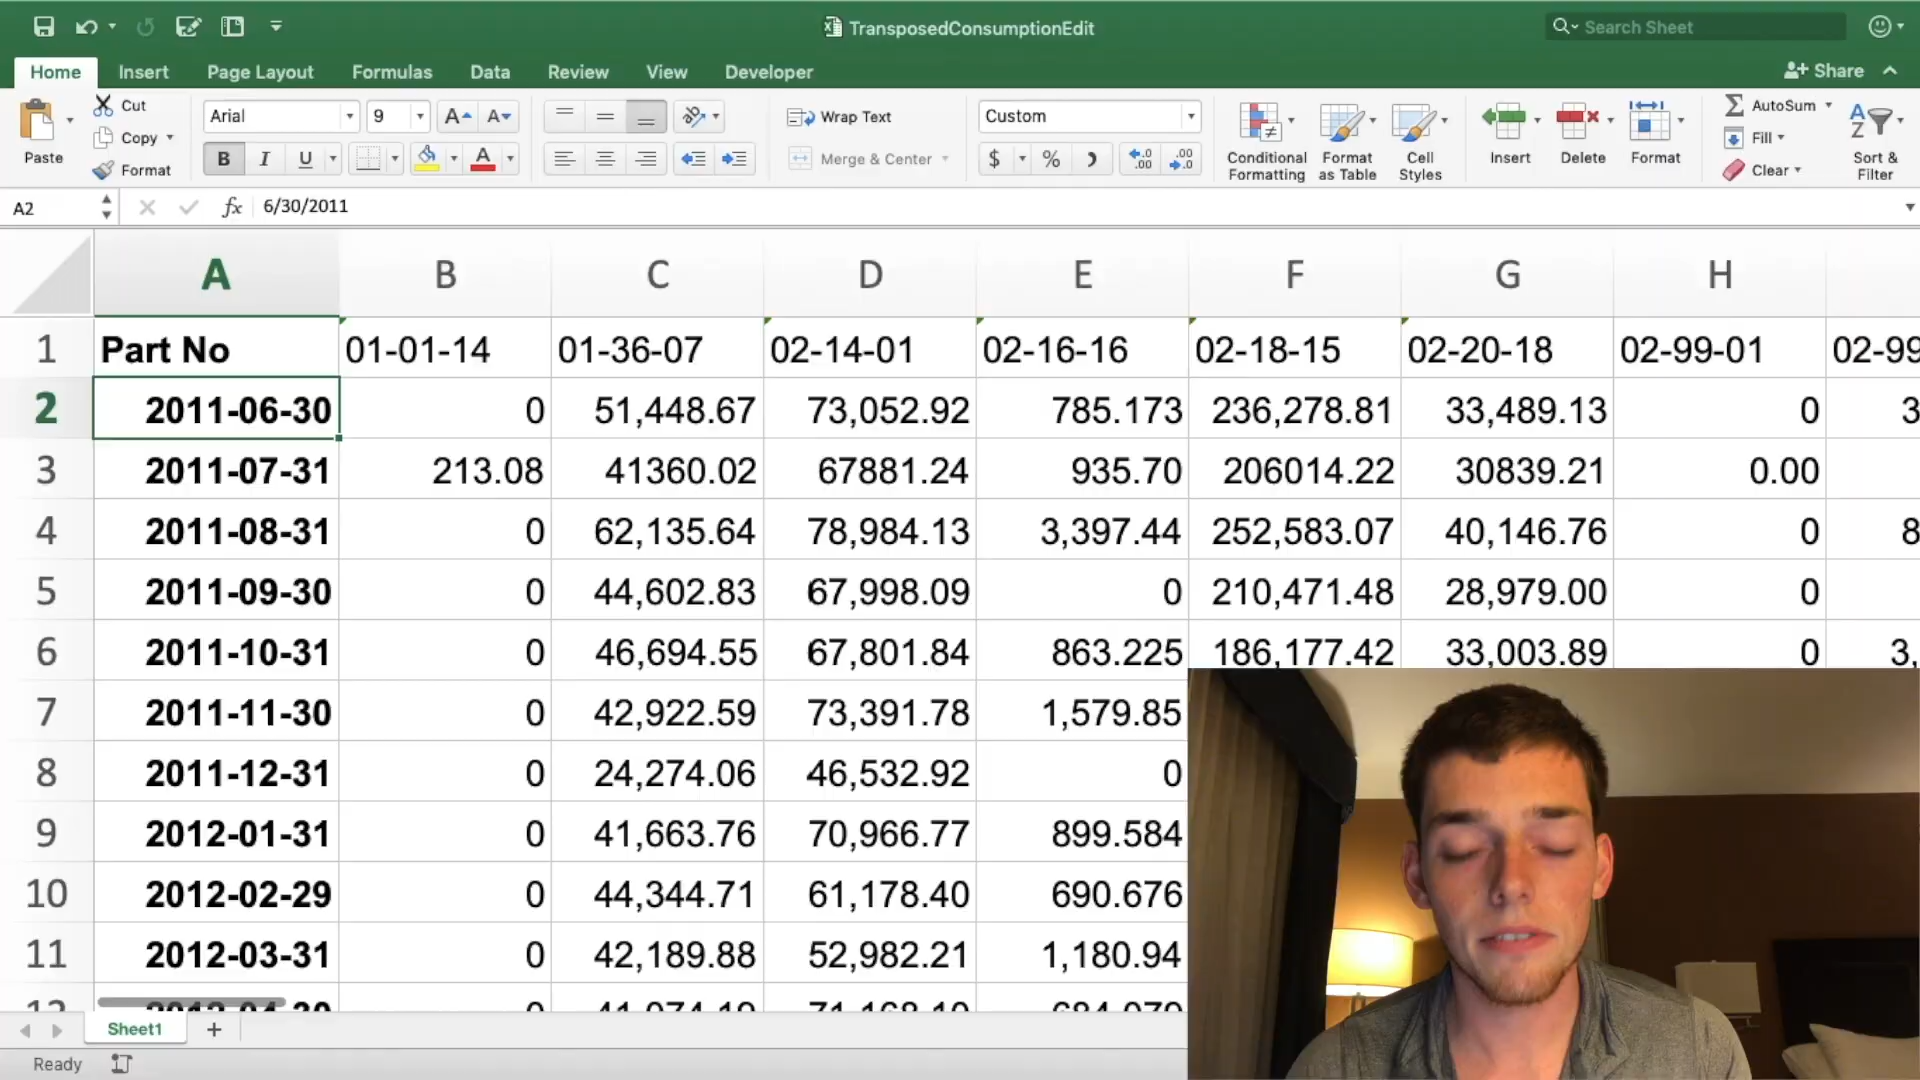 TransposedConsumptionEdit
Search Sheet
Home Insert Page Layout Formulas Data Review View Developer Share
Paste
Cut
Copy
Format
Arial 9
B I U
Wrap Text
Merge & Center
Custom
$ %
Conditional Formatting
Format as Table
Cell Styles
Insert
Delete
Format
AutoSum
Fill
Clear
Sort & Filter
A2 fx 6/30/2011
A B C D E F G H
1 Part No 01-01-14 01-36-07 02-14-01 02-16-16 02-18-15 02-20-18 02-99-01 02-99
2 2011-06-30 0 51,448.67 73,052.92 785.173 236,278.81 33,489.13 0 3
3 2011-07-31 213.08 41360.02 67881.24 935.70 206014.22 30839.21 0.00
4 2011-08-31 0 62,135.64 78,984.13 3,397.44 252,583.07 40,146.76 0 8
5 2011-09-30 0 44,602.83 67,998.09 0 210,471.48 28,979.00 0
6 2011-10-31 0 46,694.55 67,801.84 863.225 186,177.42 33,003.89 0 3,
7 2011-11-30 0 42,922.59 73,391.78 1,579.85
8 2011-12-31 0 24,274.06 46,532.92 0
9 2012-01-31 0 41,663.76 70,966.77 899.584
10 2012-02-29 0 44,344.71 61,178.40 690.676
11 2012-03-31 0 42,189.88 52,982.21 1,180.94
Sheet1 +
Ready